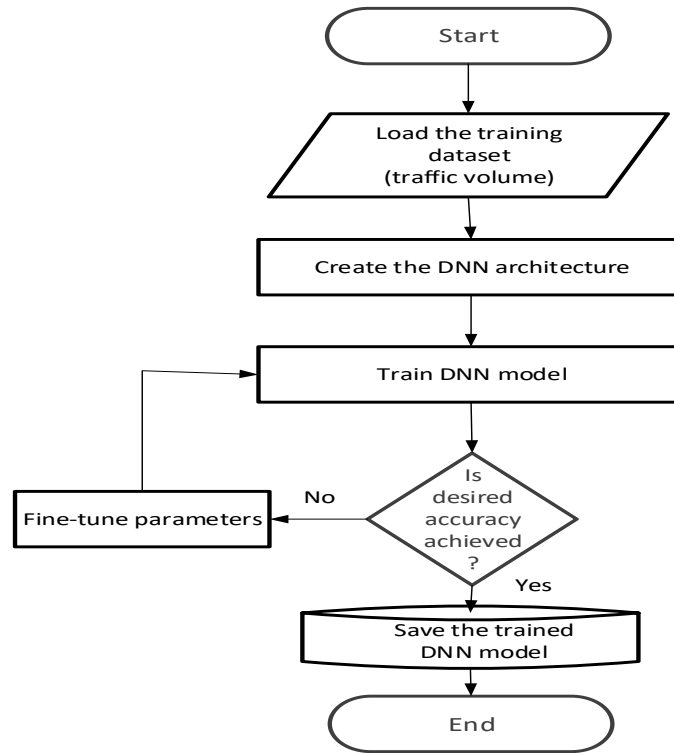 Start
Load the training
dataset
(traffic volume)
Create the DNN architecture
Train DNN model
Is
desired
accuracy
achieved
?
No
Fine-tune parameters
Yes
Save the trained
DNN model
End